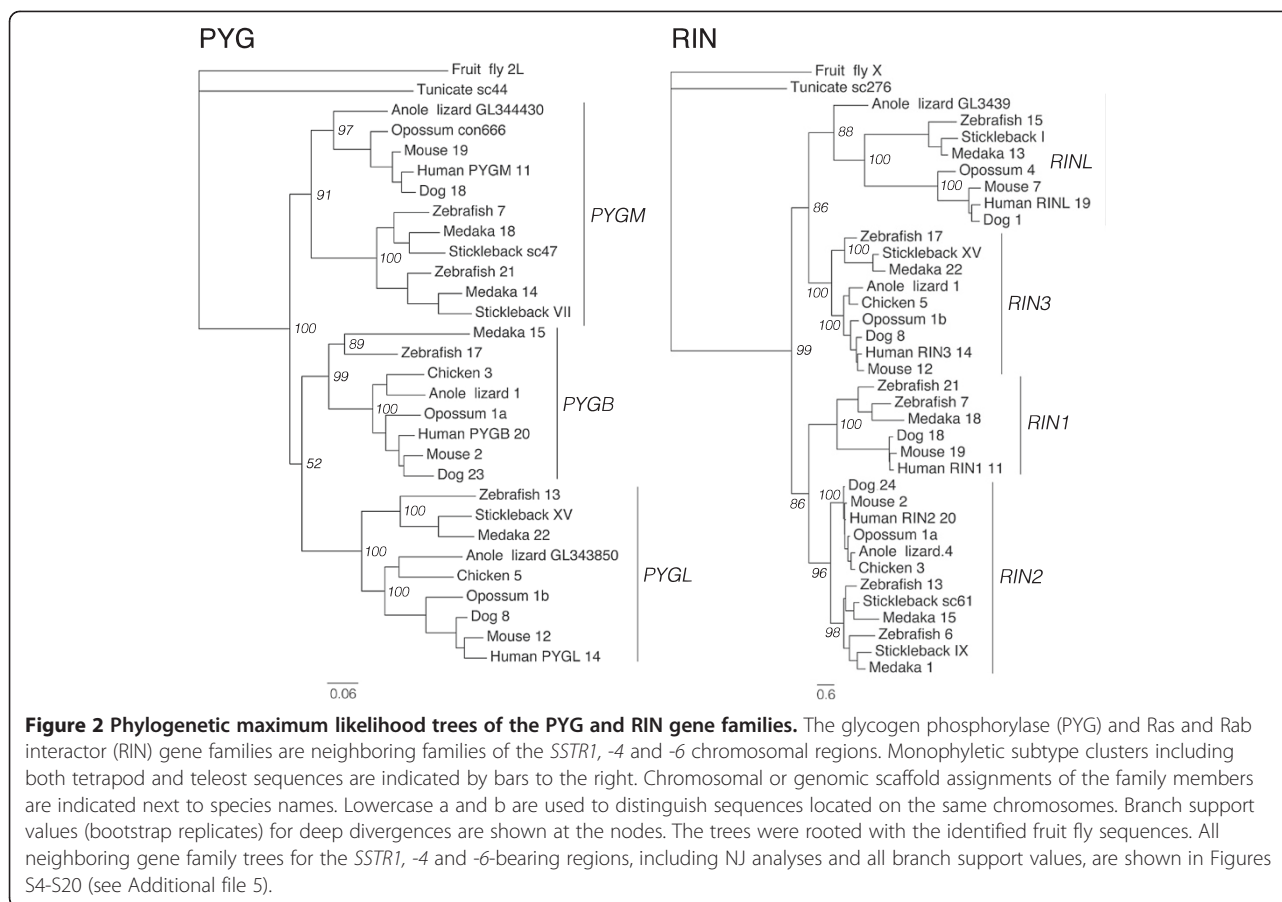 PYG
Fruit fly 2L
Tunicate sc44
Anole lizard GL344430
97
Opossum con666
Mouse 19
Human PYGM 11
Dog 18
91
PYGM
Zebrafish 7
Medaka 18
Stickleback sc47
100
Zebrafish 21
Medaka 14
Stickleback VII
100
Medaka 15
89
Zebrafish 17
99
Chicken 3
Anole lizard 1
PYGB
100
Opossum 1a
Human PYGB 20
Mouse 2
Dog 23
52
Zebrafish 13
100
Stickleback XV
Medaka 22
100
Anole lizard GL343850
PYGL
Chicken 5
100
Opossum 1b
Dog 8
Mouse 12
Human PYGL 14
0.06
RIN
Fruit fly X
Tunicate sc276
Anole lizard GL3439
88
Zebrafish 15
Stickleback I
Medaka 13
RINL
100
Opossum 4
100
Mouse 7
Human RINL 19
Dog 1
86
Zebrafish 17
100
Stickleback XV
Medaka 22
100
Anole lizard 1
RIN3
Chicken 5
100
Opossum 1b
Dog 8
Human RIN3 14
Mouse 12
99
Zebrafish 21
Zebrafish 7
100
Medaka 18
RIN1
Dog 18
Mouse 19
Human RIN1 11
86
100
Dog 24
Mouse 2
Human RIN2 20
Opossum 1a
Anole lizard.4
Chicken 3
96
RIN2
Zebrafish 13
Stickleback sc61
Medaka 15
98
Zebrafish 6
Stickleback IX
Medaka 1
0.6
Figure 2 Phylogenetic maximum likelihood trees of the PYG and RIN gene families. The glycogen phosphorylase (PYG) and Ras and Rab
interactor (RIN) gene families are neighboring families of the SSTR1, -4 and -6 chromosomal regions. Monophyletic subtype clusters including
both tetrapod and teleost sequences are indicated by bars to the right. Chromosomal or genomic scaffold assignments of the family members
are indicated next to species names. Lowercase a and b are used to distinguish sequences located on the same chromosomes. Branch support
values (bootstrap replicates) for deep divergences are shown at the nodes. The trees were rooted with the identified fruit fly sequences. All
neighboring gene family trees for the SSTR1, -4 and -6-bearing regions, including NJ analyses and all branch support values, are shown in Figures
S4-S20 (see Additional file 5).